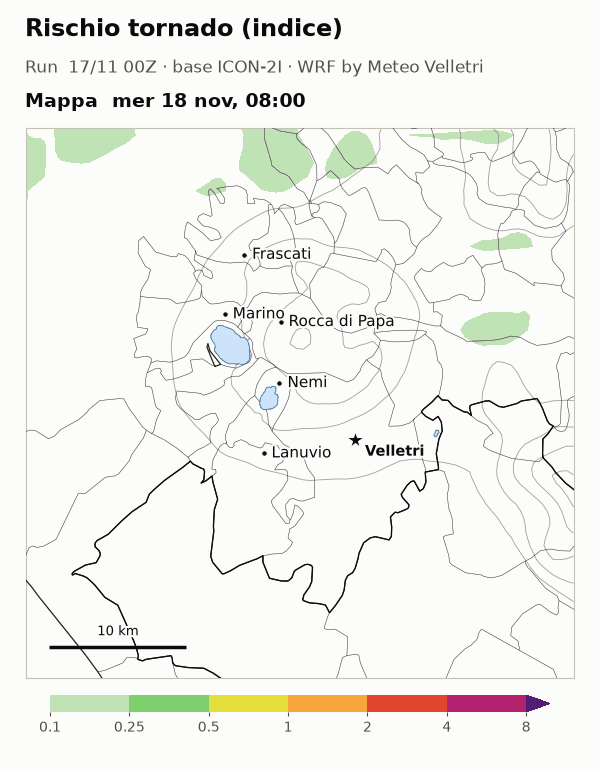 Rischio tornado (indice)
Run  17/11 00Z · base ICON-2I · WRF by Meteo Velletri
Mappa  mer 18 nov, 08:00
Frascati
Marino
Rocca di Papa
Nemi
Velletri
Lanuvio
10 km
0.1 0.25 0.5 1 2 4 8